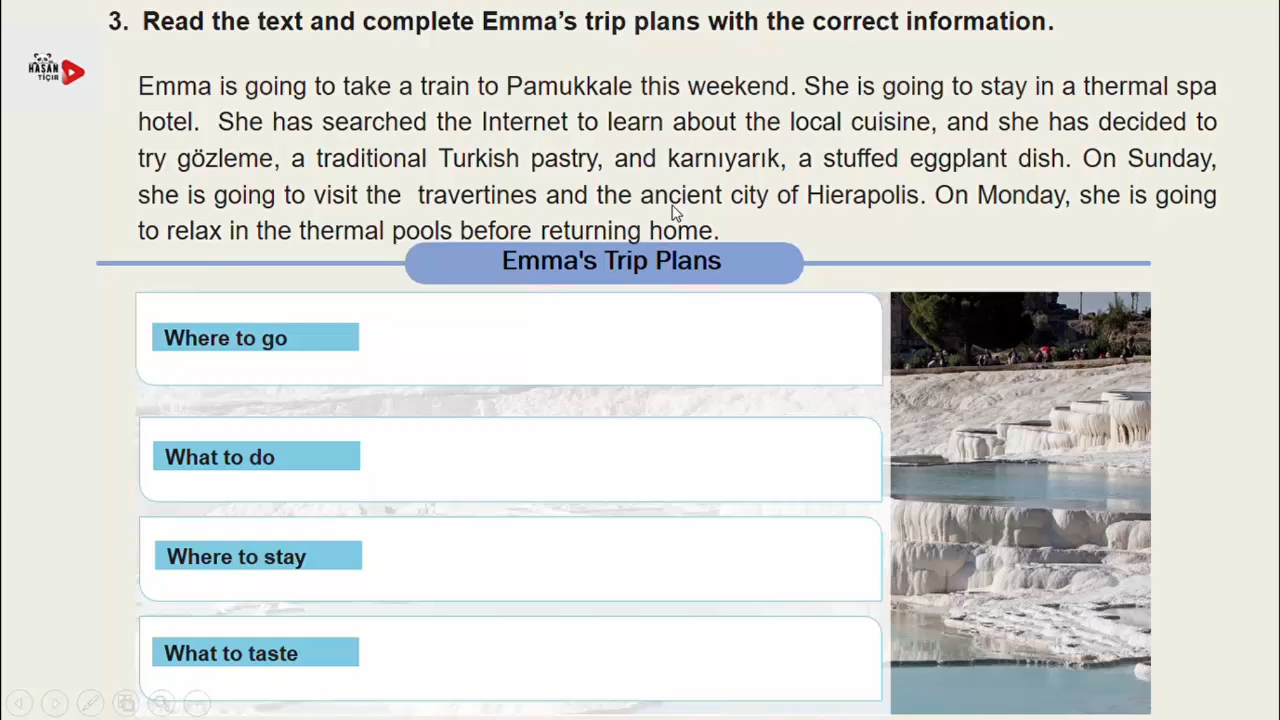 3. Read the text and complete Emma's trip plans with the correct information.
HASAN
TİÇIR
Emma is going to take a train to Pamukkale this weekend. She is going to stay in a thermal spa
hotel. She has searched the Internet to learn about the local cuisine, and she has decided to
try gözleme, a traditional Turkish pastry, and karnıyarık, a stuffed eggplant dish. On Sunday,
she is going to visit the travertines and the ancient city of Hierapolis. On Monday, she is going
to relax in the thermal pools before returning home.
Emma's Trip Plans
Where to go
What to do
Where to stay
What to taste